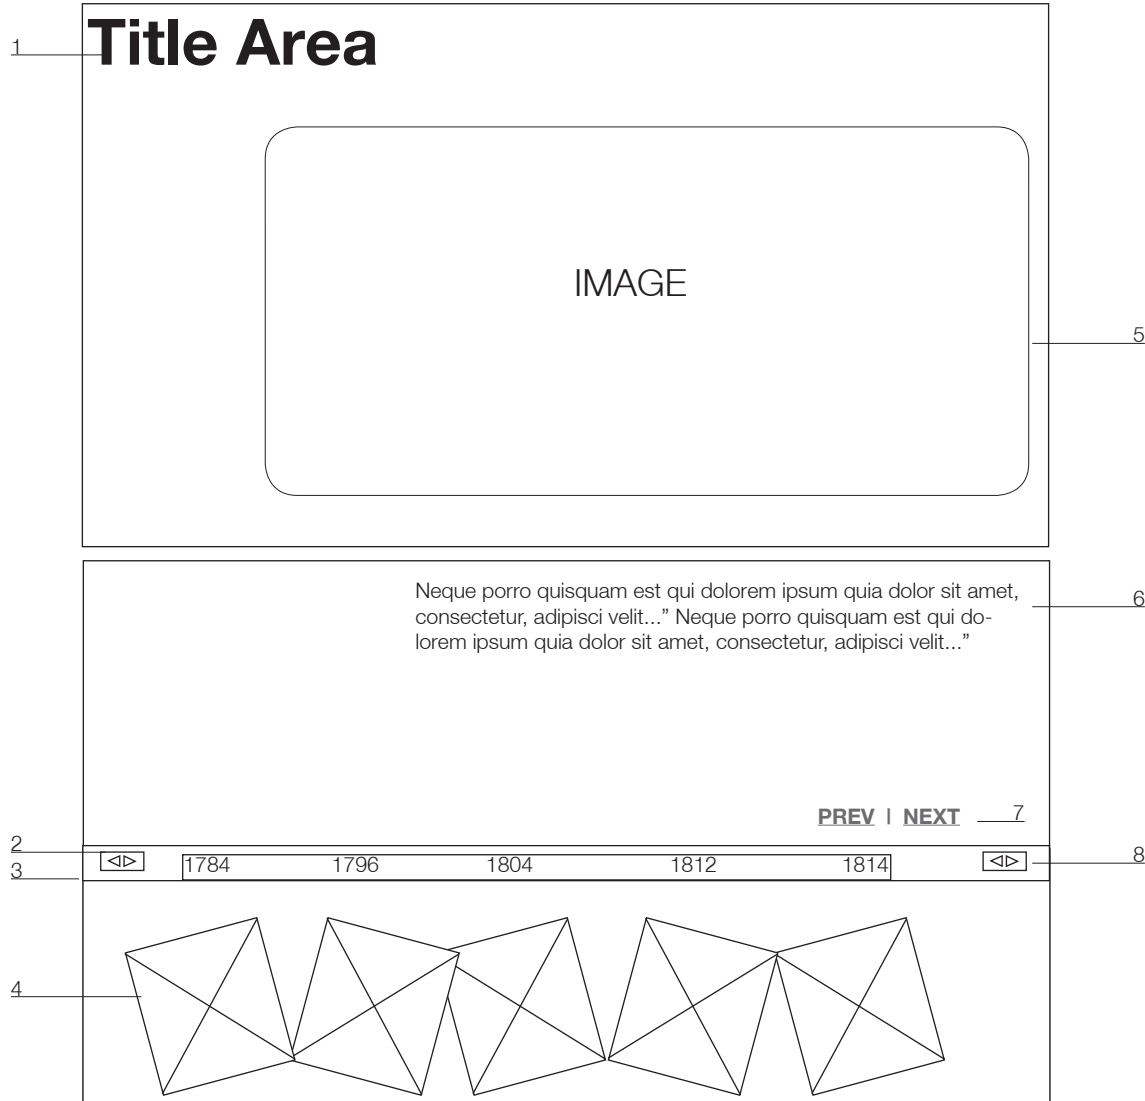 1
Title Area
IMAGE
5
Neque porro quisquam est qui dolorem ipsum quia dolor sit amet,
consectetur, adipisci velit...” Neque porro quisquam est qui do-
lorem ipsum quia dolor sit amet, consectetur, adipisci velit...”
6
PREV | NEXT
7
2
1784 1796 1804 1812 1814
8
3
4